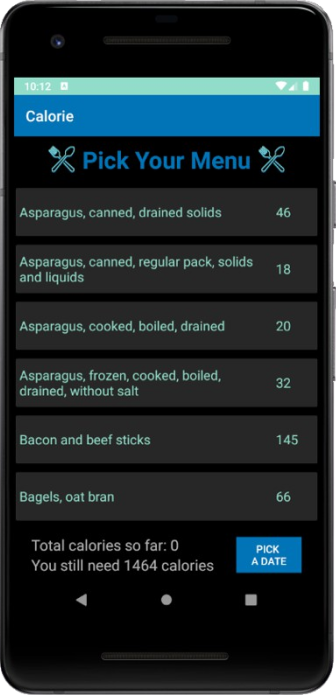 10:12
Calorie
Pick Your Menu
Asparagus, canned, drained solids 46
Asparagus, canned, regular pack, solids
and liquids 18
Asparagus, cooked, boiled, drained 20
Asparagus, frozen, cooked, boiled,
drained, without salt 32
Bacon and beef sticks 145
Bagels, oat bran 66
Total calories so far: 0
You still need 1464 calories
PICK
A DATE